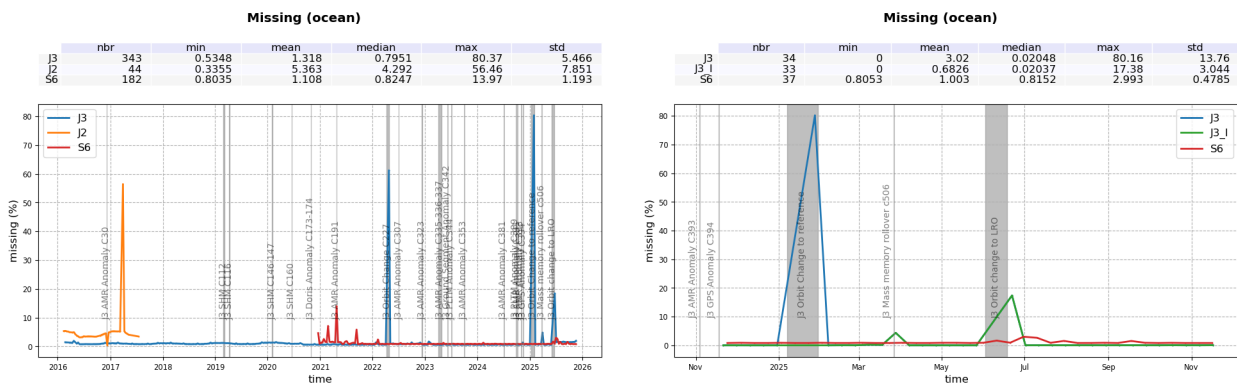 Missing (ocean)
nbr min mean median max std
J3 343 0.5348 1.318 0.7951 80.37 5.466
J2 44 0.3355 5.363 4.292 56.46 7.851
S6 182 0.8035 1.108 0.8247 13.97 1.193
missing (%)
80
70
60
50
40
30
20
10
0
J3
J2
S6
J3 AMR Anomaly C30
J3 SHM C112
J3 SHM C116
J3 SHM C146-147
J3 SHM C160
J3 Doris Anomaly C173-174
J3 AMR Anomaly C191
J3 Orbit Change C227
J3 AMR Anomaly C307
J3 AMR Anomaly C323
J3 AMR Anomaly C335-336-337
J3 AMR Anomaly C353
J3 AMR Anomaly C381
J3 Orbit Change to reference
J3 Mass memory rollover c506
J3 Orbit change to LRO
2016 2017 2018 2019 2020 2021 2022 2023 2024 2025 2026
time
Missing (ocean)
nbr min mean median max std
J3 34 0 3.02 0.02048 80.16 13.76
J3_I 33 0 0.6826 0.02037 17.38 3.044
S6 37 0.8053 1.003 0.8152 2.993 0.4785
missing (%)
80
70
60
50
40
30
20
10
0
J3
J3_I
S6
J3 AMR Anomaly C393
J3 GPS Anomaly C394
J3 Orbit Change to reference
J3 Mass memory rollover c506
J3 Orbit change to LRO
Nov 2025 Mar May Jul Sep Nov
time